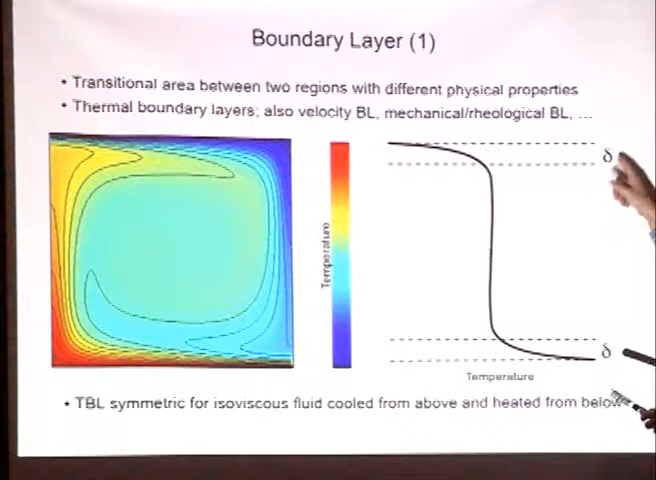 Boundary Layer (1)
• Transitional area between two regions with different physical properties
• Thermal boundary layers; also velocity BL, mechanical/rheological BL, ...
δ
Temperature
δ
Temperature
• TBL symmetric for isoviscous fluid cooled from above and heated from below